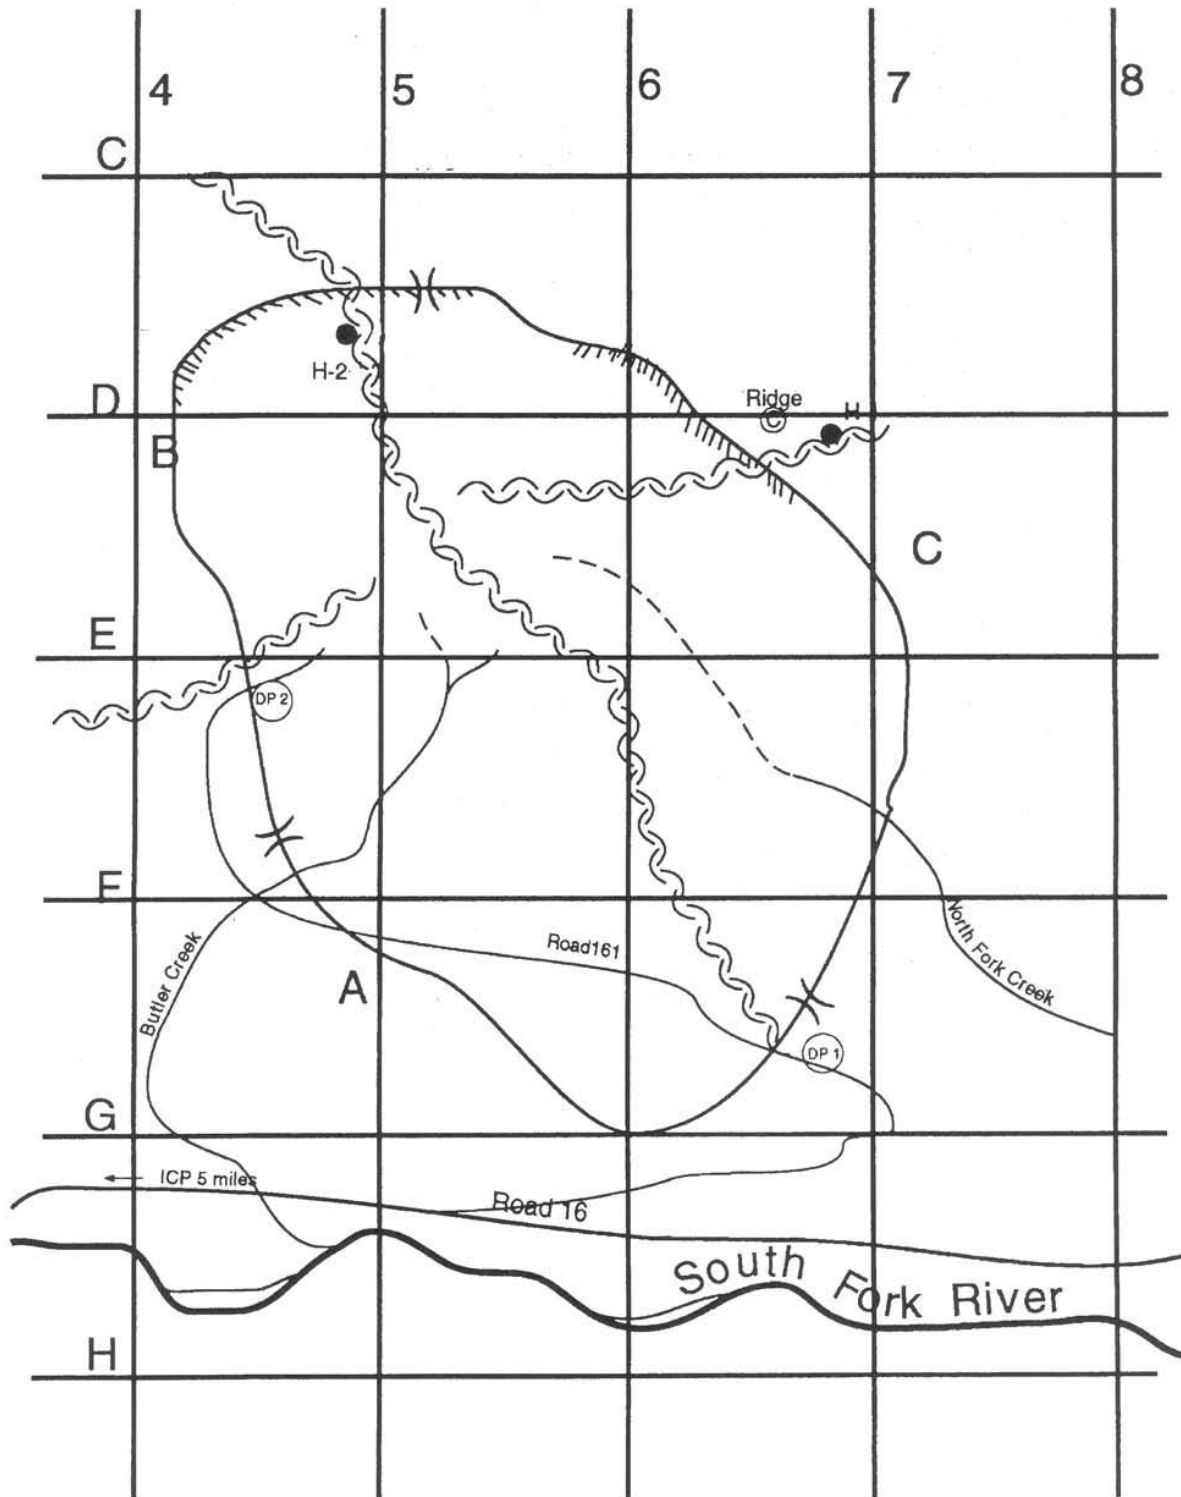 4 5 6 7 8
C
H-2
D
Ridge
C
H
B
C
E
DP 2
F
Road161
North Fork Creek
Butler Creek
A
DP 1
G
ICP 5 miles
Road 16
South Fork River
H